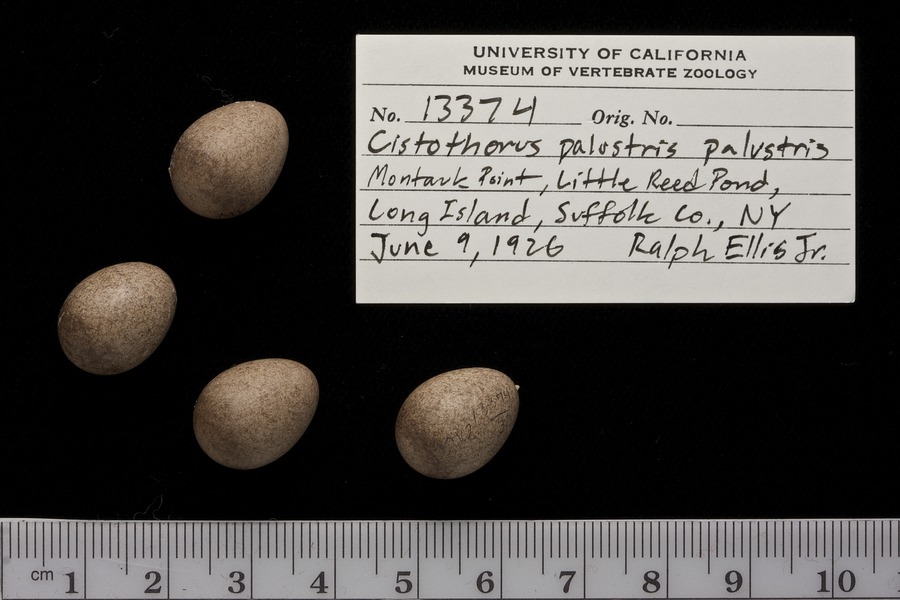 UNIVERSITY OF CALIFORNIA
MUSEUM OF VERTEBRATE ZOOLOGY
No. 13374 Orig. No.
Cistothorus palustris palustris
Montauk Point, Little Reed Pond,
Long Island, Suffolk Co., NY
June 9, 1926 Ralph Ellis Jr.
13374
cm 1 2 3 4 5 6 7 8 9 10